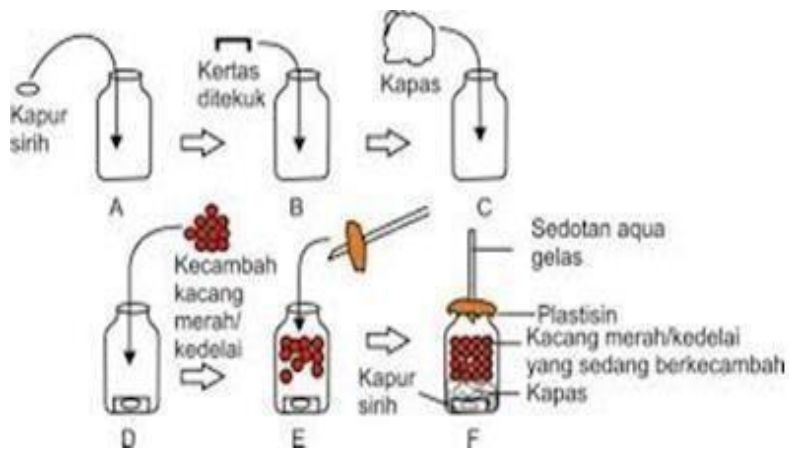 Kapur
sirih
Kertas
ditekuk
Kapas
A
B
C
Kecambah
kacang
merah/
kedelai
Sedotan aqua
gelas
Plastisin
Kacang merah/kedelai
yang sedang berkecambah
Kapas
Kapur
sirih
D
E
F